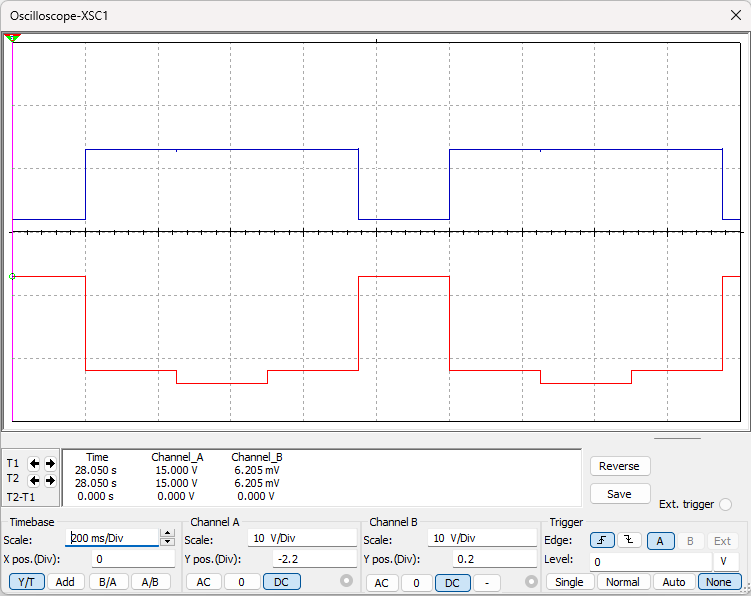 Oscilloscope-XSC1
T1
T2
T2-T1
Time Channel_A Channel_B
28.050 s 15.000 V 6.205 mV
28.050 s 15.000 V 6.205 mV
0.000 s 0.000 V 0.000 V
Reverse
Save
Ext. trigger
Timebase
Scale: 200 ms/Div
X pos.(Div): 0
Y/T Add B/A A/B
Channel A
Scale: 10 V/Div
Y pos.(Div): -2.2
AC 0 DC
Channel B
Scale: 10 V/Div
Y pos.(Div): 0.2
AC 0 DC -
Trigger
Edge: A B Ext
Level: 0 V
Single Normal Auto None